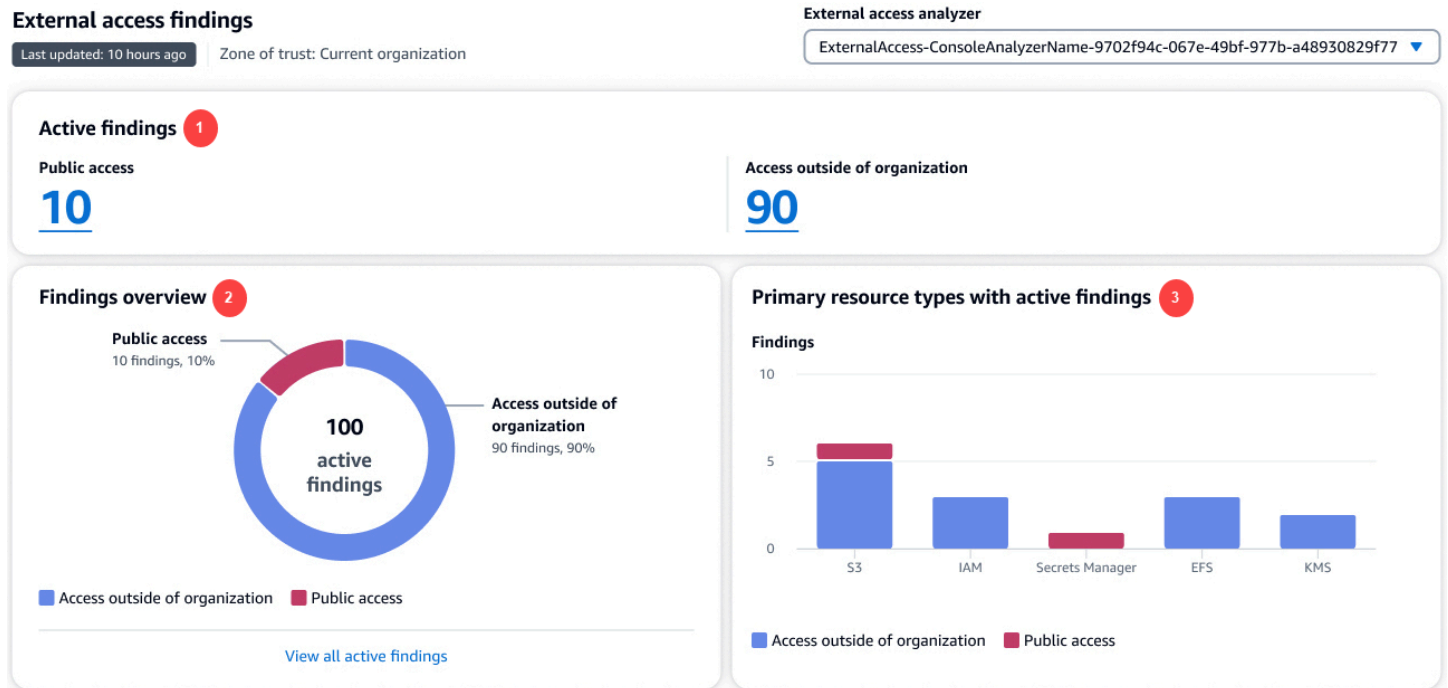 External access findings
Last updated: 10 hours ago
Zone of trust: Current organization
External access analyzer
ExternalAccess-ConsoleAnalyzerName-9702f94c-067e-49bf-977b-a48930829f77
Active findings 1
Public access
10
Access outside of organization
90
Findings overview 2
Public access
10 findings, 10%
100
active
findings
Access outside of
organization
90 findings, 90%
Access outside of organization
Public access
View all active findings
Primary resource types with active findings 3
Findings
10
5
0
S3
IAM
Secrets Manager
EFS
KMS
Access outside of organization
Public access